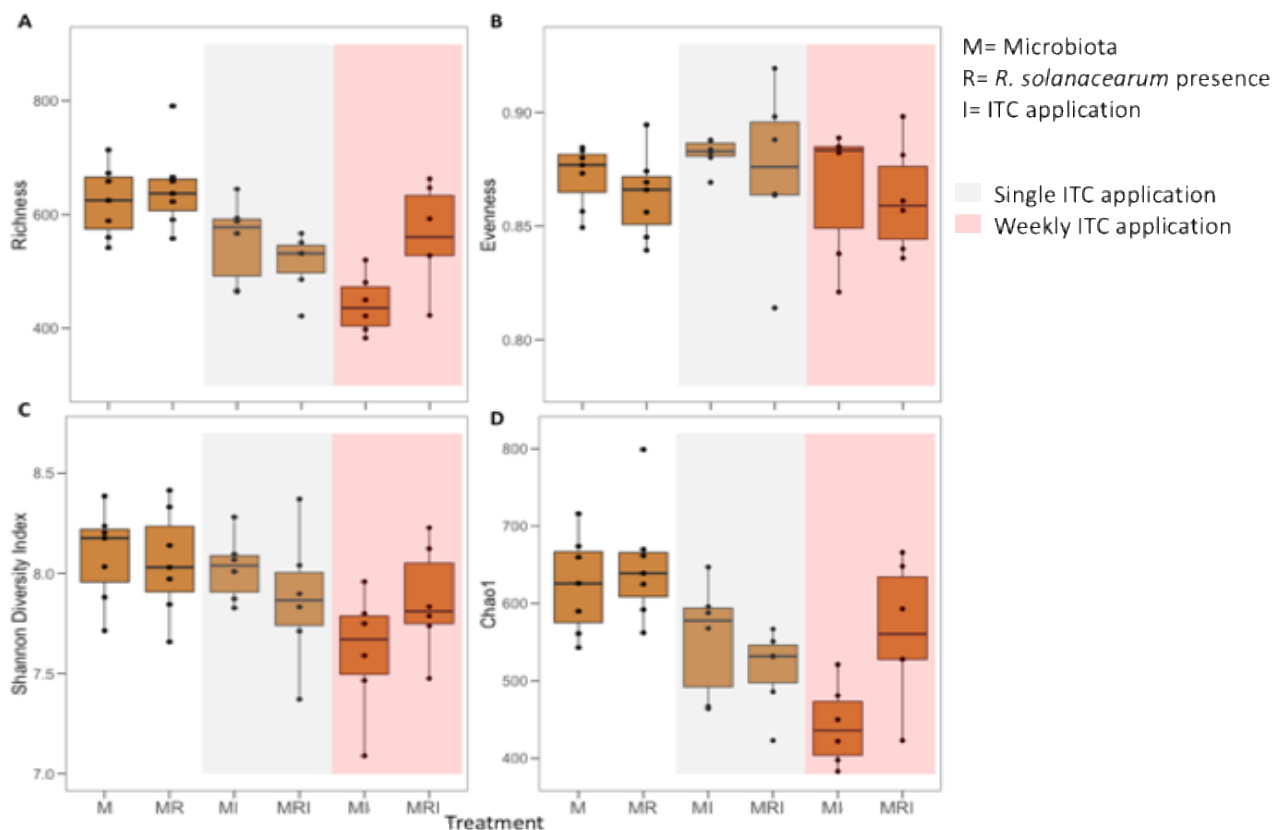 A
B
M= Microbiota
R= R. solanacearum presence
I= ITC application
Single ITC application
Weekly ITC application
800
600
400
Richness
0.90
0.85
0.80
Evenness
C
D
8.5
8.0
7.5
7.0
Shannon Diversity Index
800
700
600
500
400
Chao1
M MR MI MRI MI MRI
M MR MI MRI MI MRI
Treatment